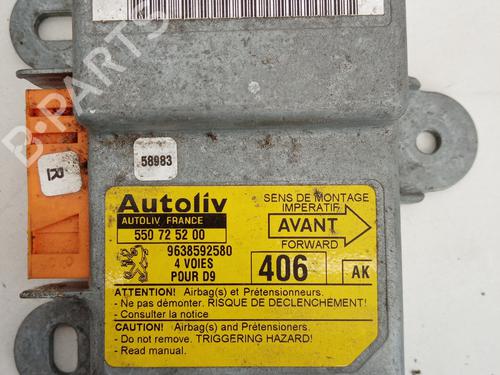 B-PARTS
58983
R1
Autoliv
AUTOLIV FRANCE
550 72 52 00
9638592580
4 VOIES
POUR D9
SENS DE MONTAGE
IMPERATIF
AVANT
FORWARD
406
AK
ATTENTION! Airbag(s) et Prétensionneurs.
- Ne pas démonter. RISQUE DE DECLENCHEMENT!
- Consulter la notice
CAUTION! Airbag(s) and Pretensioners.
- Do not remove. TRIGGERING HAZARD!
- Read manual.